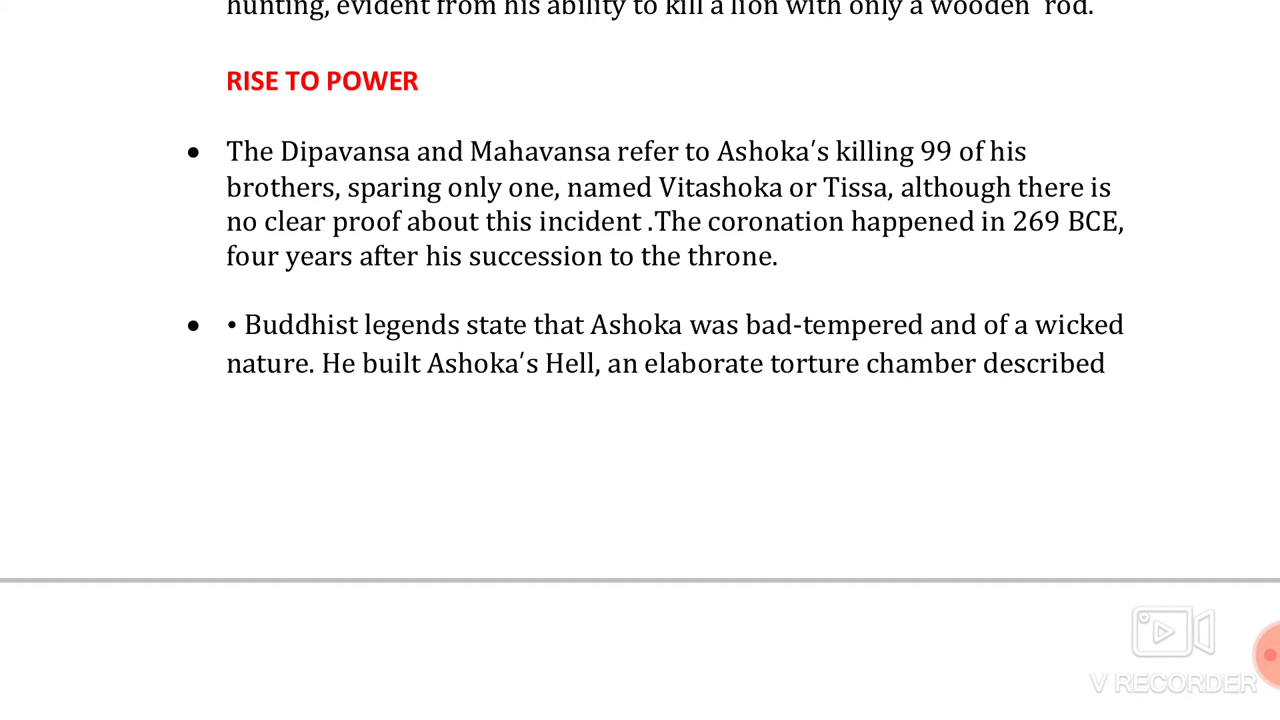 hunting, evident from his ability to kill a lion with only a wooden rod.
RISE TO POWER
• The Dipavansa and Mahavansa refer to Ashoka's killing 99 of his
brothers, sparing only one, named Vitashoka or Tissa, although there is
no clear proof about this incident .The coronation happened in 269 BCE,
four years after his succession to the throne.
• • Buddhist legends state that Ashoka was bad-tempered and of a wicked
nature. He built Ashoka's Hell, an elaborate torture chamber described
V RECORDER